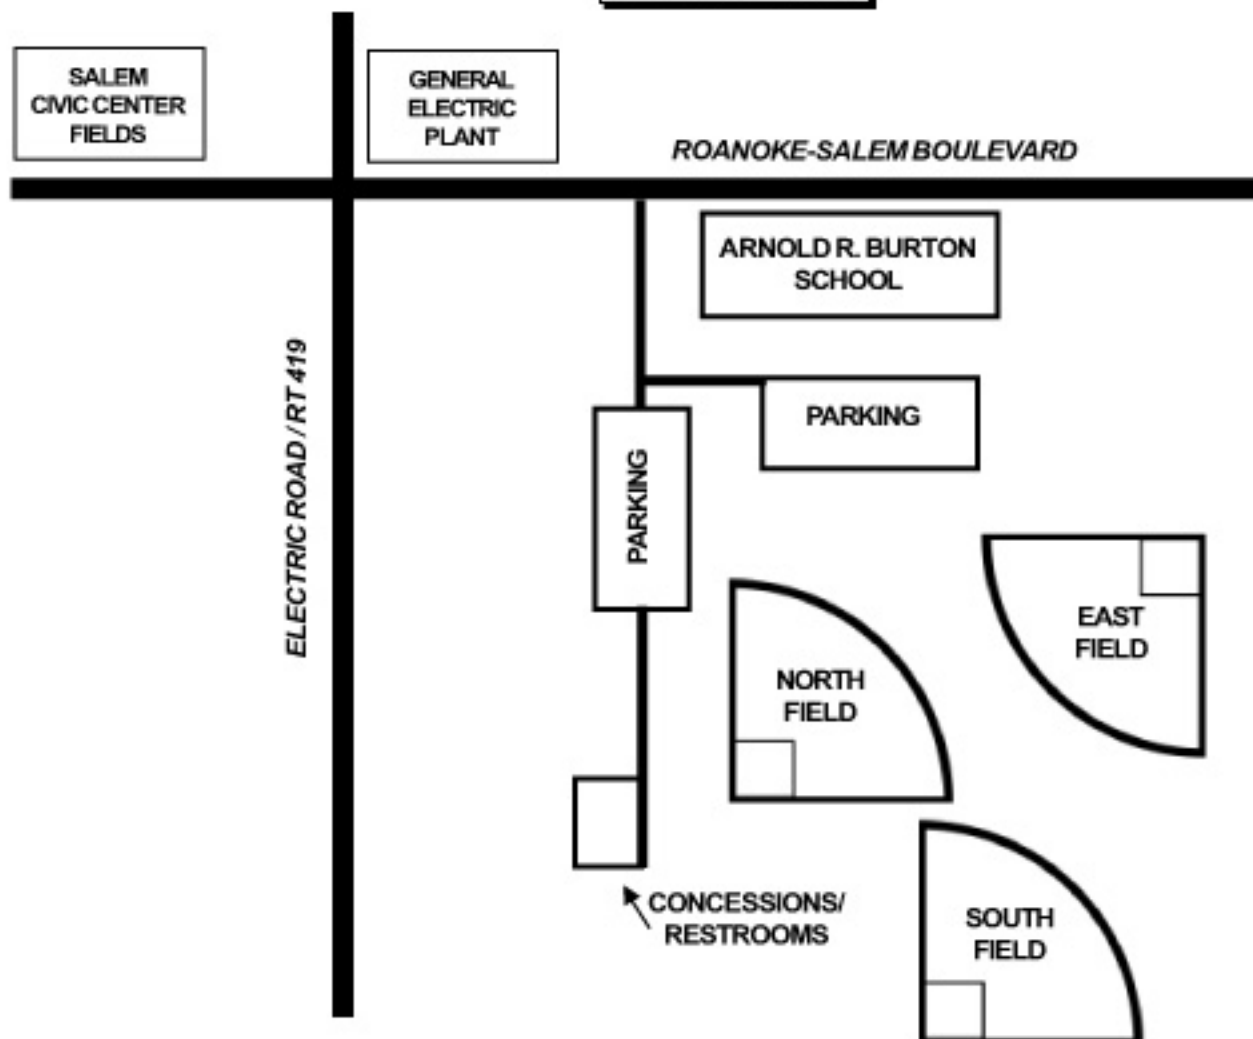 SALEM
CIVIC CENTER
FIELDS
GENERAL
ELECTRIC
PLANT
ROANOKE-SALEM BOULEVARD
ARNOLD R. BURTON
SCHOOL
ELECTRIC ROAD / RT 419
PARKING
PARKING
EAST
FIELD
NORTH
FIELD
CONCESSIONS/
RESTROOMS
SOUTH
FIELD